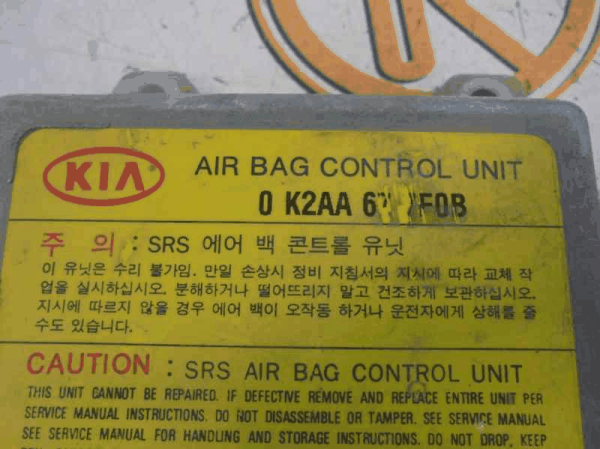 KIA
AIR BAG CONTROL UNIT
0 K2AA
주 의 : SRS 에어 백 콘트롤 유닛
이 유닛은 수리 불가임. 만일 손상시 정비 지침서의 지시에 따라 교체 작
업을 실시하십시오. 분해하거나 떨어뜨리지 말고 건조하게 보관하십시오.
지시에 따르지 않을 경우 에어 백이 오작동 하거나 운전자에게 상해를 줄
수도 있습니다.
CAUTION : SRS AIR BAG CONTROL UNIT
THIS UNIT CANNOT BE REPAIRED. IF DEFECTIVE REMOVE AND REPLACE ENTIRE UNIT PER
SERVICE MANUAL INSTRUCTIONS. DO NOT DISASSEMBLE OR TAMPER. SEE SERVICE MANUAL
SEE SERVICE MANUAL FOR HANDLING AND STORAGE INSTRUCTIONS. DO NOT DROP, KEEP